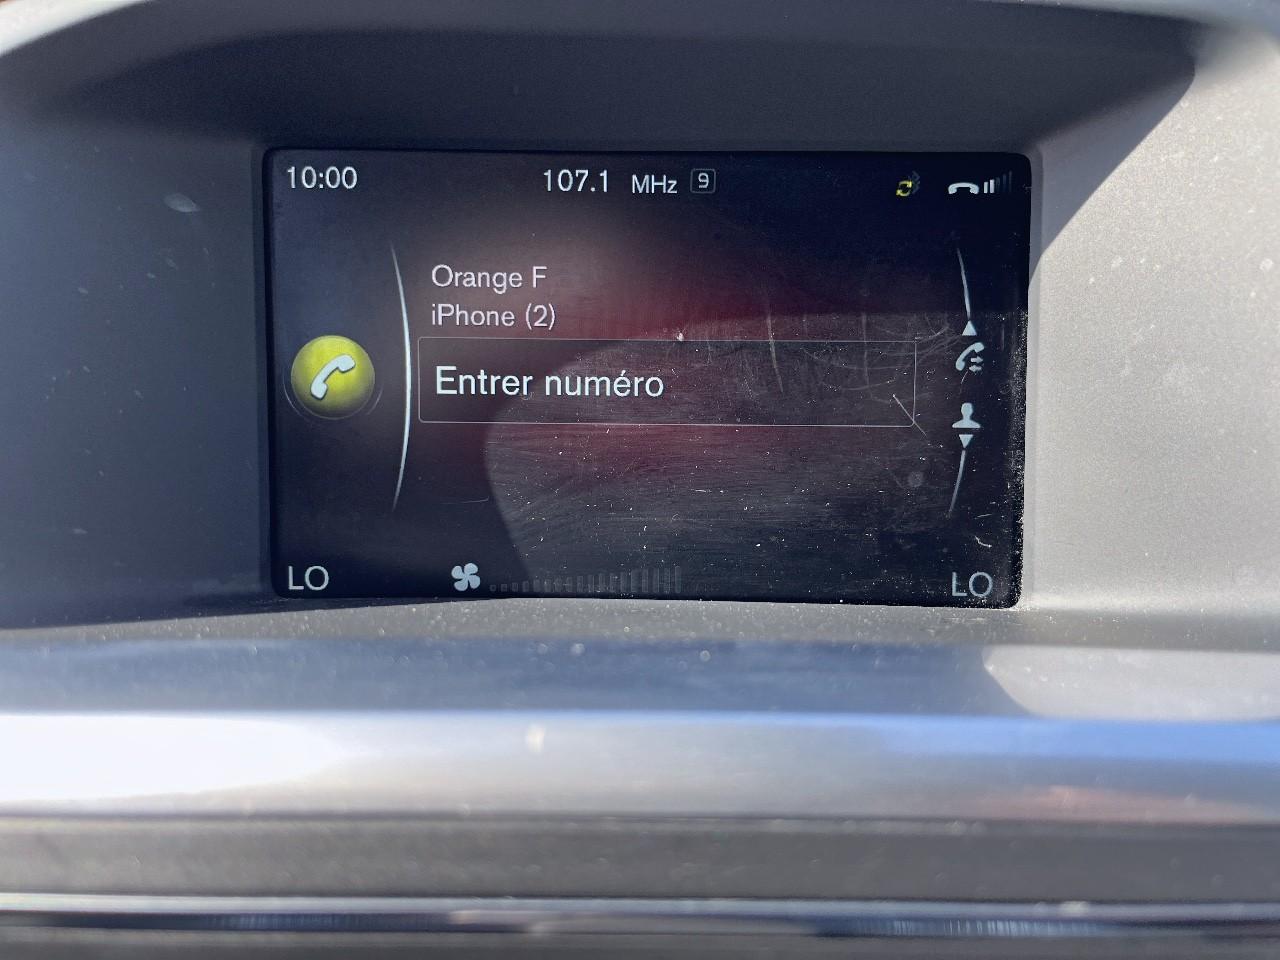 10:00
107.1 MHz 9
Orange F
iPhone (2)
Entrer numéro
LO
LO